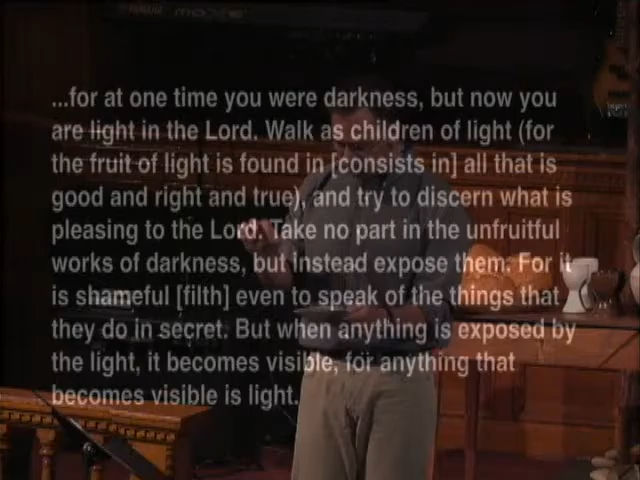 ...for at one time you were darkness, but now you
are light in the Lord. Walk as children of light (for
the fruit of light is found in [consists in] all that is
good and right and true), and try to discern what is
pleasing to the Lord. Take no part in the unfruitful
works of darkness, but instead expose them. For it
is shameful [filth] even to speak of the things that
they do in secret. But when anything is exposed by
the light, it becomes visible, for anything that
becomes visible is light.